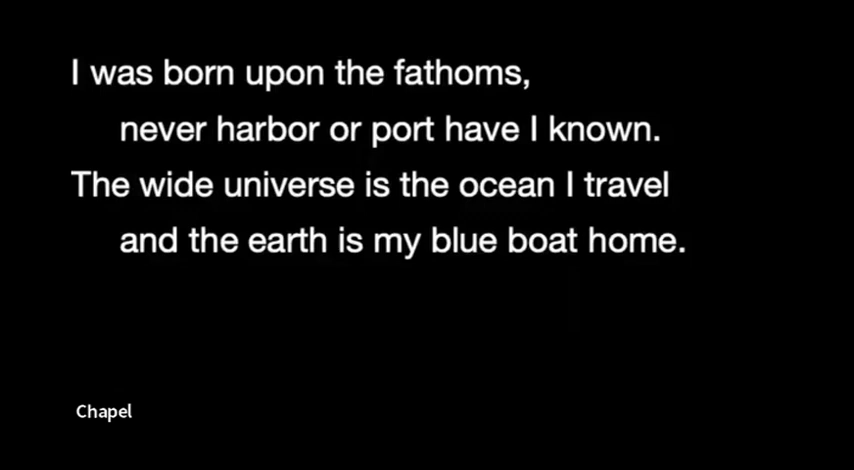 I was born upon the fathoms,
never harbor or port have I known.
The wide universe is the ocean I travel
and the earth is my blue boat home.
Chapel